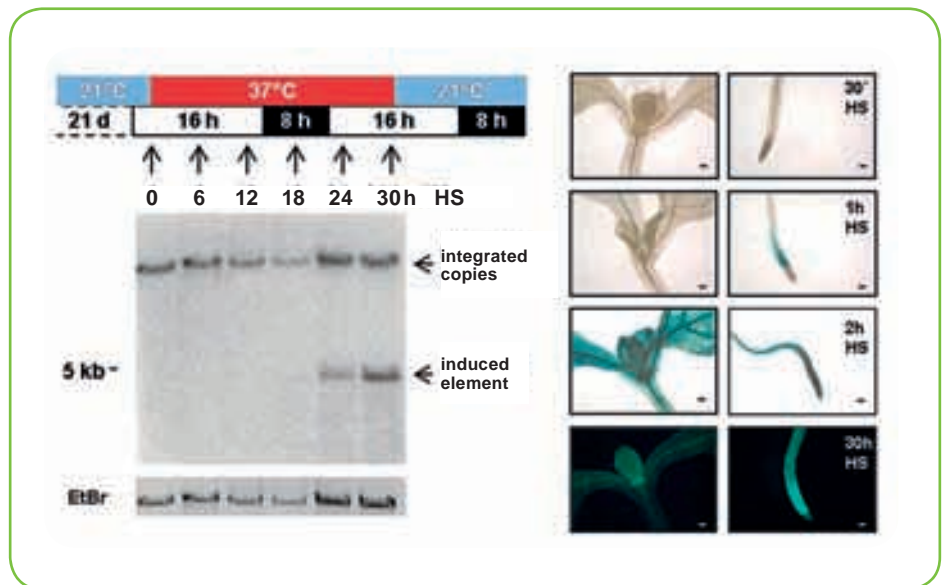 21°C 37°C 21°C
21 d 16 h 8 h 16 h 8 h
0 6 12 18 24 30 h HS
integrated
copies
5 kb
induced
element
EtBr
30'
HS
1h
HS
2h
HS
30h
HS